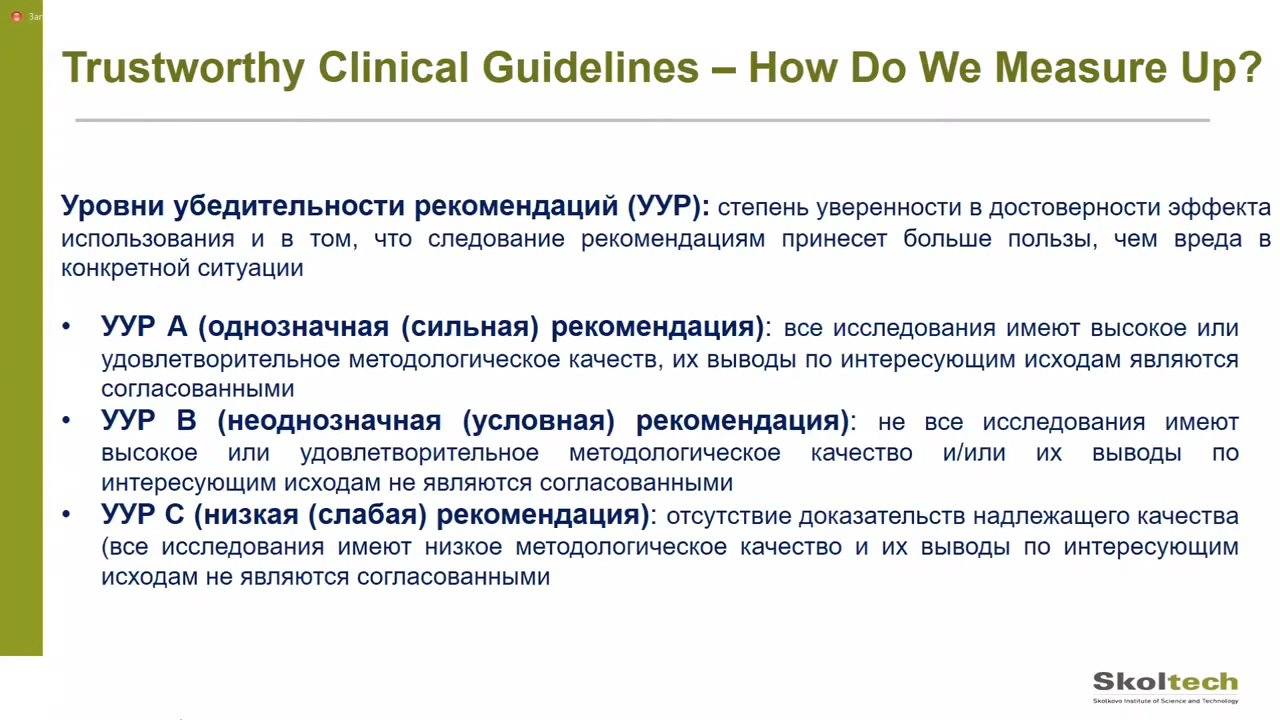 Зап
Trustworthy Clinical Guidelines – How Do We Measure Up?
Уровни убедительности рекомендаций (УУР): степень уверенности в достоверности эффекта
использования и в том, что следование рекомендациям принесет больше пользы, чем вреда в
конкретной ситуации
• УУР А (однозначная (сильная) рекомендация): все исследования имеют высокое или
удовлетворительное методологическое качеств, их выводы по интересующим исходам являются
согласованными
• УУР В (неоднозначная (условная) рекомендация): не все исследования имеют
высокое или удовлетворительное методологическое качество и/или их выводы по
интересующим исходам не являются согласованными
• УУР С (низкая (слабая) рекомендация): отсутствие доказательств надлежащего качества
(все исследования имеют низкое методологическое качество и их выводы по интересующим
исходам не являются согласованными
Skoltech
Skolkovo Institute of Science and Technology